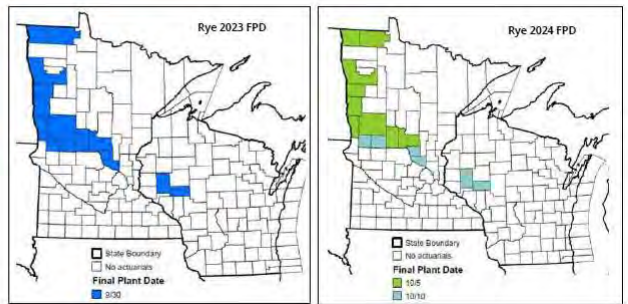 Rye 2023 FPD
State Boundary
No actuarials
Final Plant Date
9/30
Rye 2024 FPD
State Boundary
No actuarials
Final Plant Date
10/5
10/10